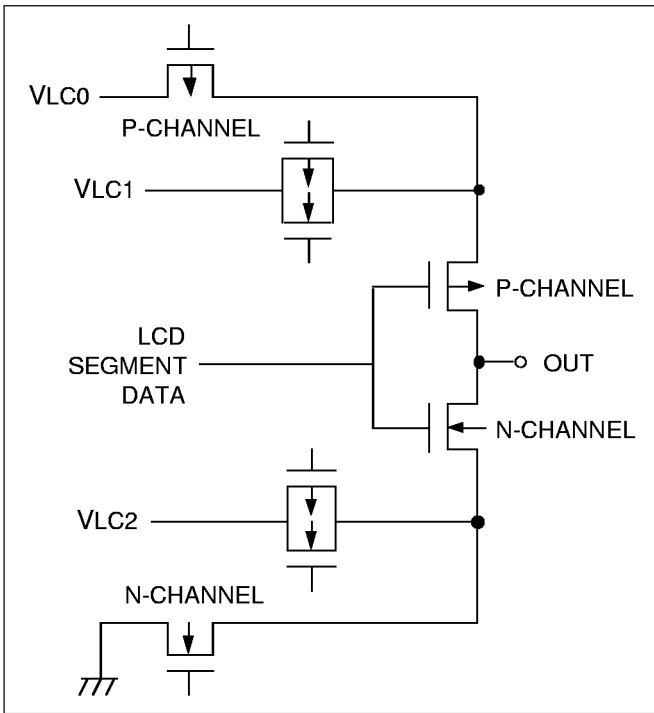 VLC0
P-CHANNEL
VLC1
P-CHANNEL
LCD
SEGMENT
DATA
OUT
N-CHANNEL
VLC2
N-CHANNEL